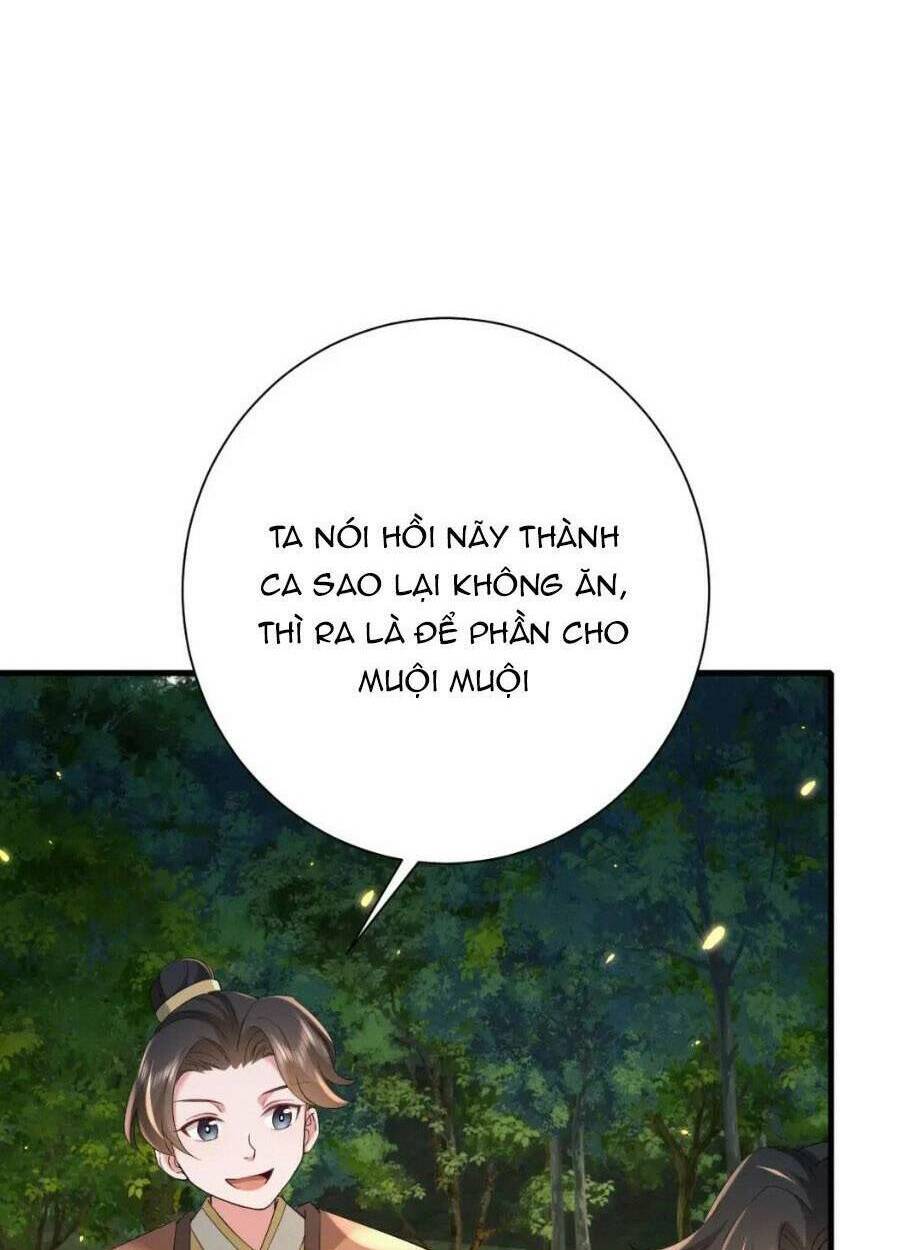 TA NÓI HỒI NÃY THÀNH
CA SAO LẠI KHÔNG ĂN,
THÌ RA LÀ ĐỂ PHẦN CHO
MUỘI MUỘI